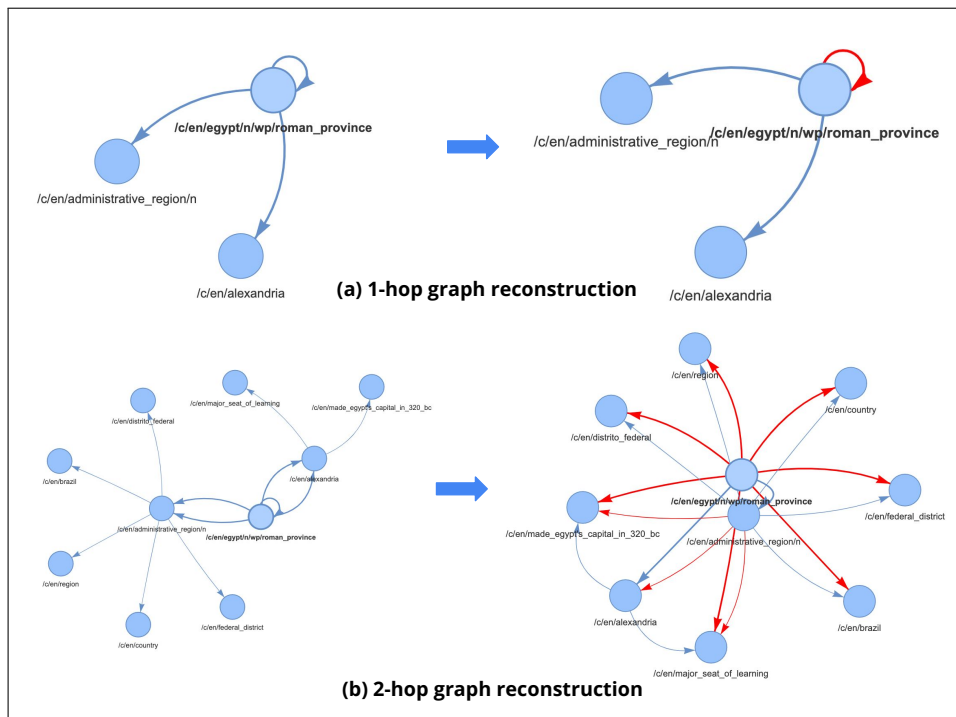 /c/en/egypt/n/wp/roman_province
/c/en/administrative_region/n
/c/en/alexandria
/c/en/egypt/n/wp/roman_province
/c/en/administrative_region/n
/c/en/alexandria
(a) 1-hop graph reconstruction
/c/en/major_seat_of_learning
/c/en/made_egypt's_capital_in_320_bc
/c/en/distrito_federal
/c/en/alexandria
/c/en/brazil
/c/en/administrative_region/n
/c/en/egypt/n/wp/roman_province
/c/en/region
/c/en/federal_district
/c/en/country
/c/en/region
/c/en/country
/c/en/distrito_federal
/c/en/egypt/n/wp/roman_province
/c/en/federal_district
/c/en/made_egypt's_capital_in_320_bc
/c/en/administrative_region/n
/c/en/alexandria
/c/en/brazil
/c/en/major_seat_of_learning
(b) 2-hop graph reconstruction